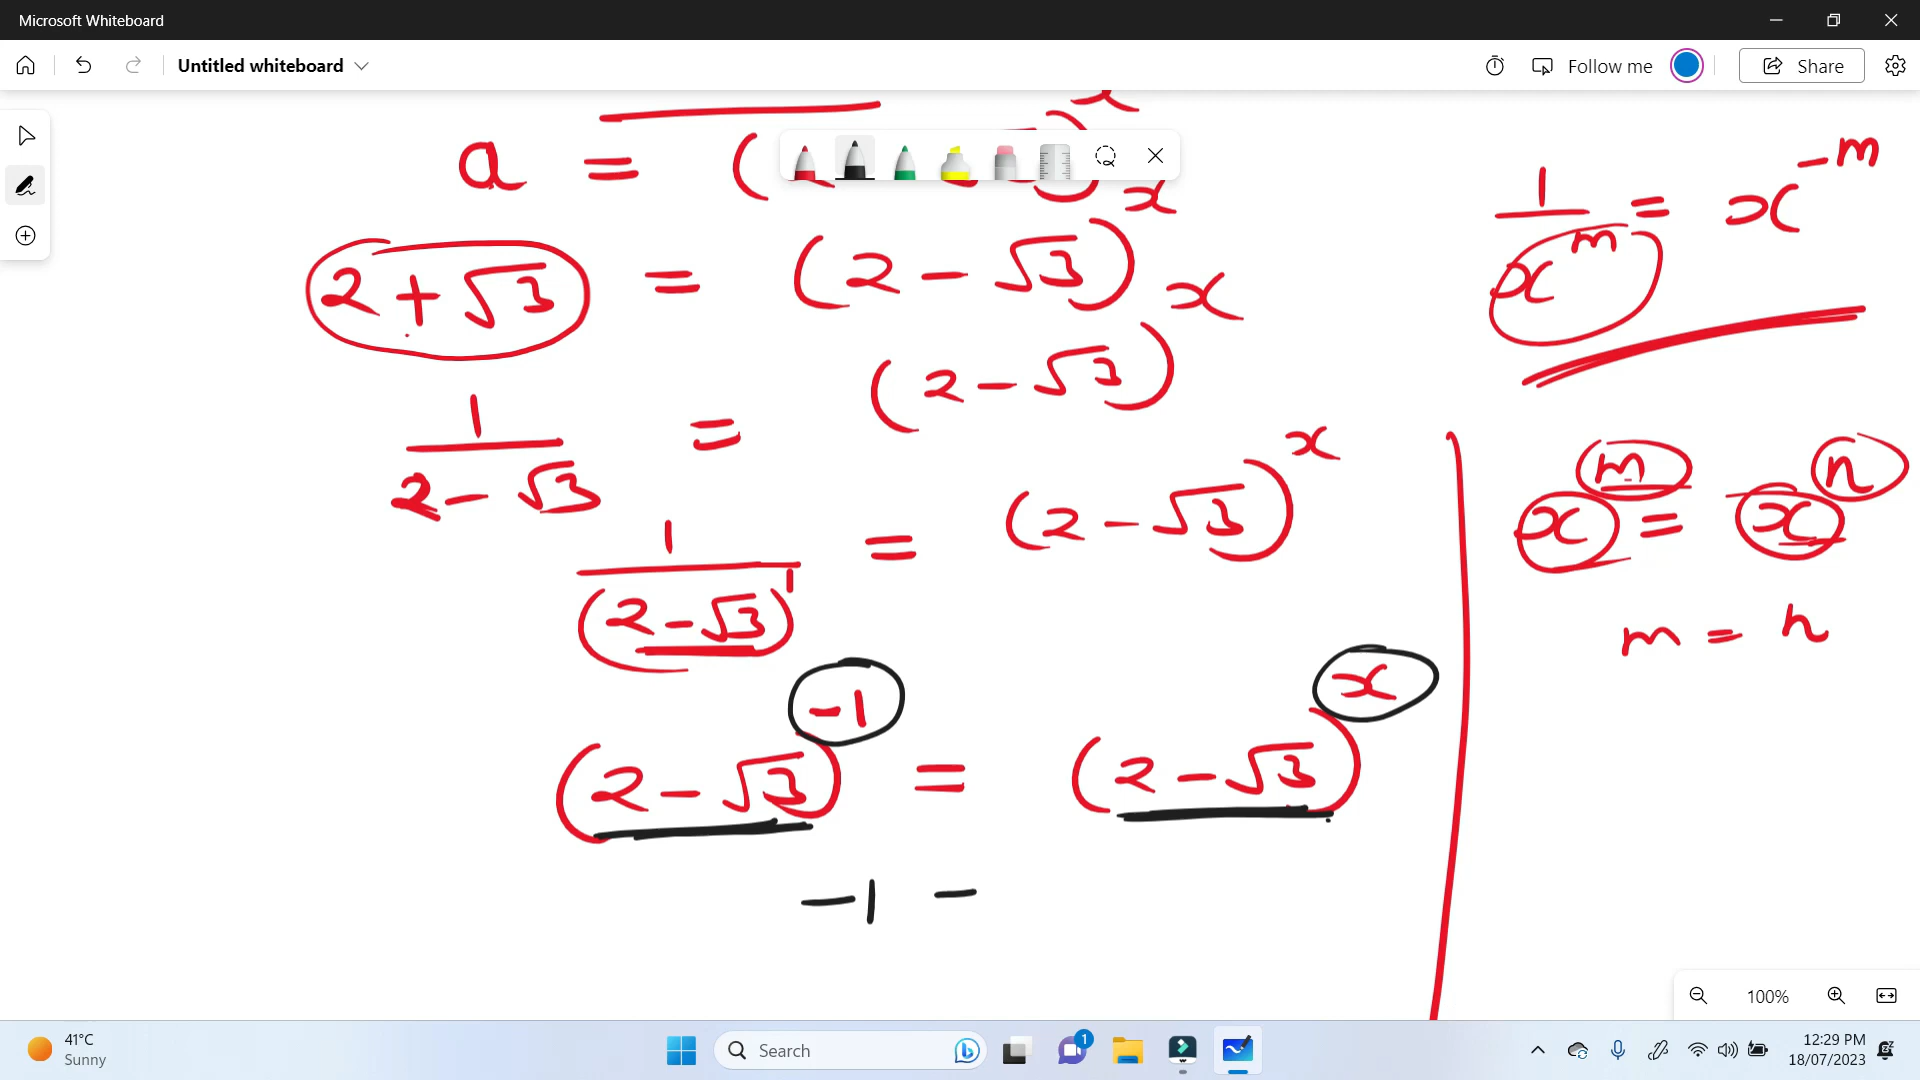 Microsoft Whiteboard
Untitled whiteboard
Follow me
Share
a = (2 - √3)^x
2 + √3 = (2 - √3)^x
1/(2 - √3) = (2 - √3)^x
1/(2 - √3)^1 = (2 - √3)^x
(2 - √3)^-1 = (2 - √3)^x
-1 -
1/x^m = x^-m
x^m = x^n
m = n
100%
41°C
Sunny
Search
1
12:29 PM
18/07/2023